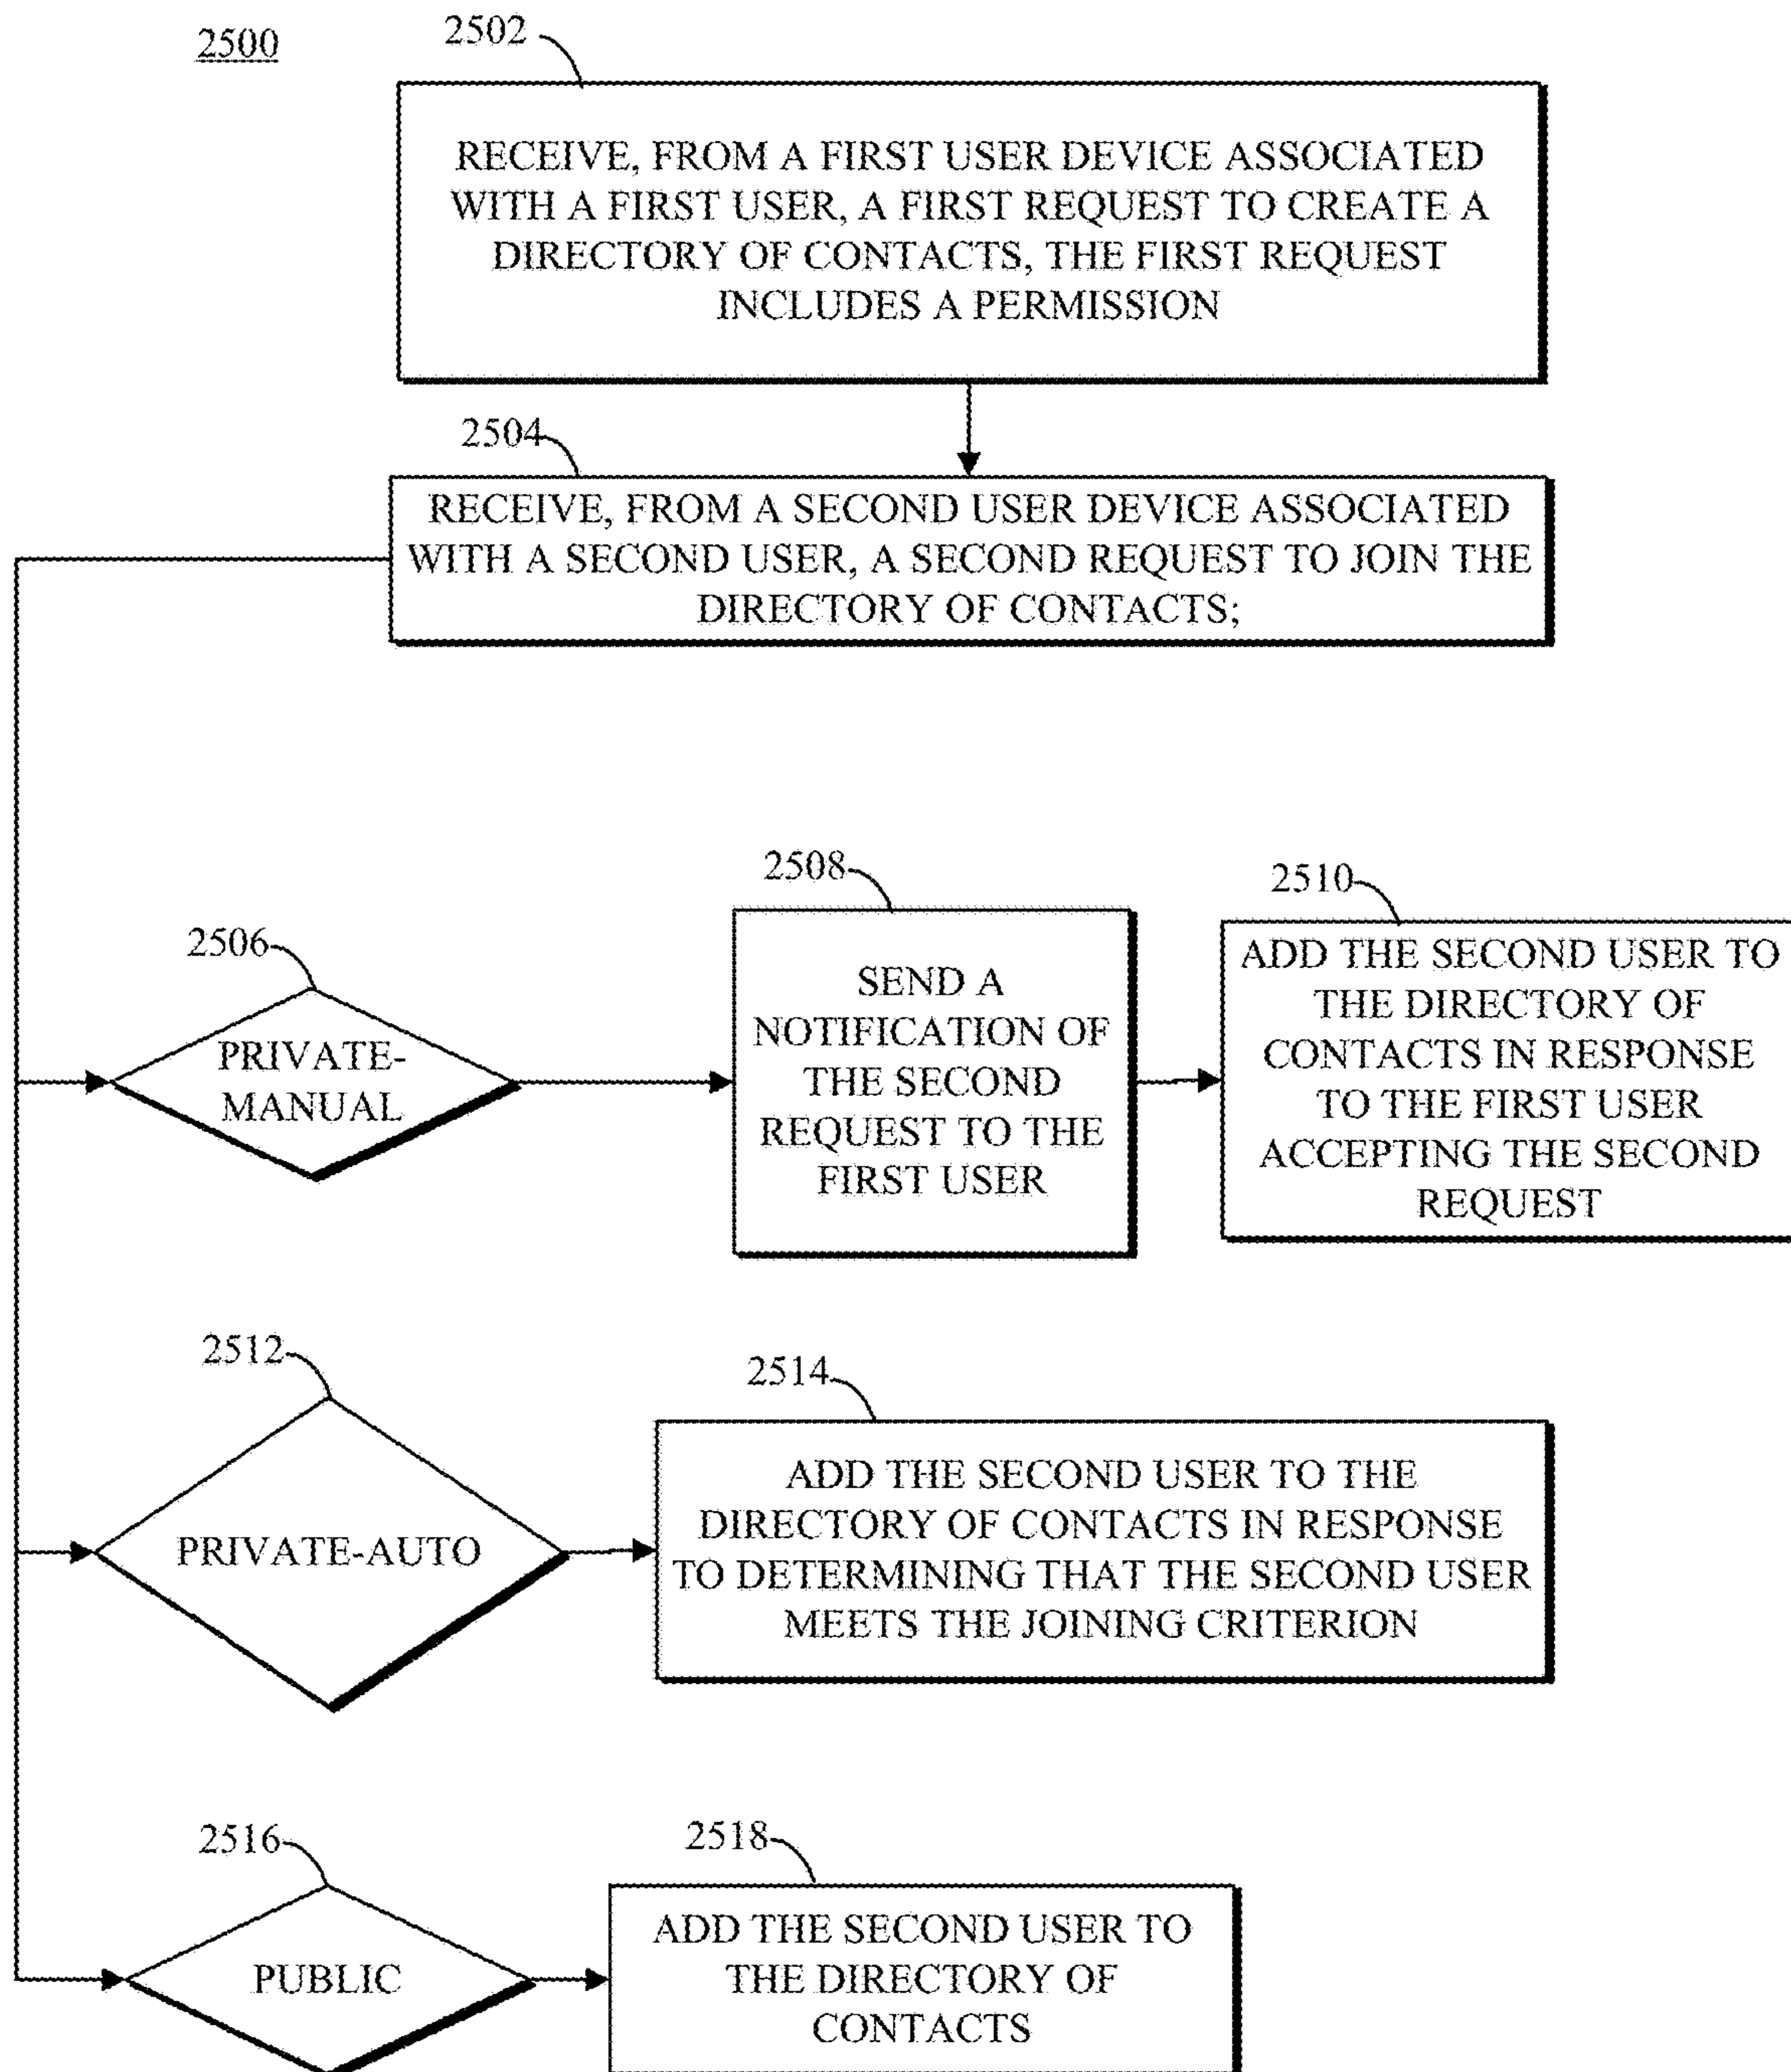 2500
2502
RECEIVE, FROM A FIRST USER DEVICE ASSOCIATED
WITH A FIRST USER, A FIRST REQUEST TO CREATE A
DIRECTORY OF CONTACTS, THE FIRST REQUEST
INCLUDES A PERMISSION
2504
RECEIVE, FROM A SECOND USER DEVICE ASSOCIATED
WITH A SECOND USER, A SECOND REQUEST TO JOIN THE
DIRECTORY OF CONTACTS;
2506
PRIVATE-
MANUAL
2508
SEND A
NOTIFICATION OF
THE SECOND
REQUEST TO THE
FIRST USER
2510
ADD THE SECOND USER TO
THE DIRECTORY OF
CONTACTS IN RESPONSE
TO THE FIRST USER
ACCEPTING THE SECOND
REQUEST
2512
PRIVATE-AUTO
2514
ADD THE SECOND USER TO THE
DIRECTORY OF CONTACTS IN RESPONSE
TO DETERMINING THAT THE SECOND USER
MEETS THE JOINING CRITERION
2516
PUBLIC
2518
ADD THE SECOND USER TO
THE DIRECTORY OF
CONTACTS